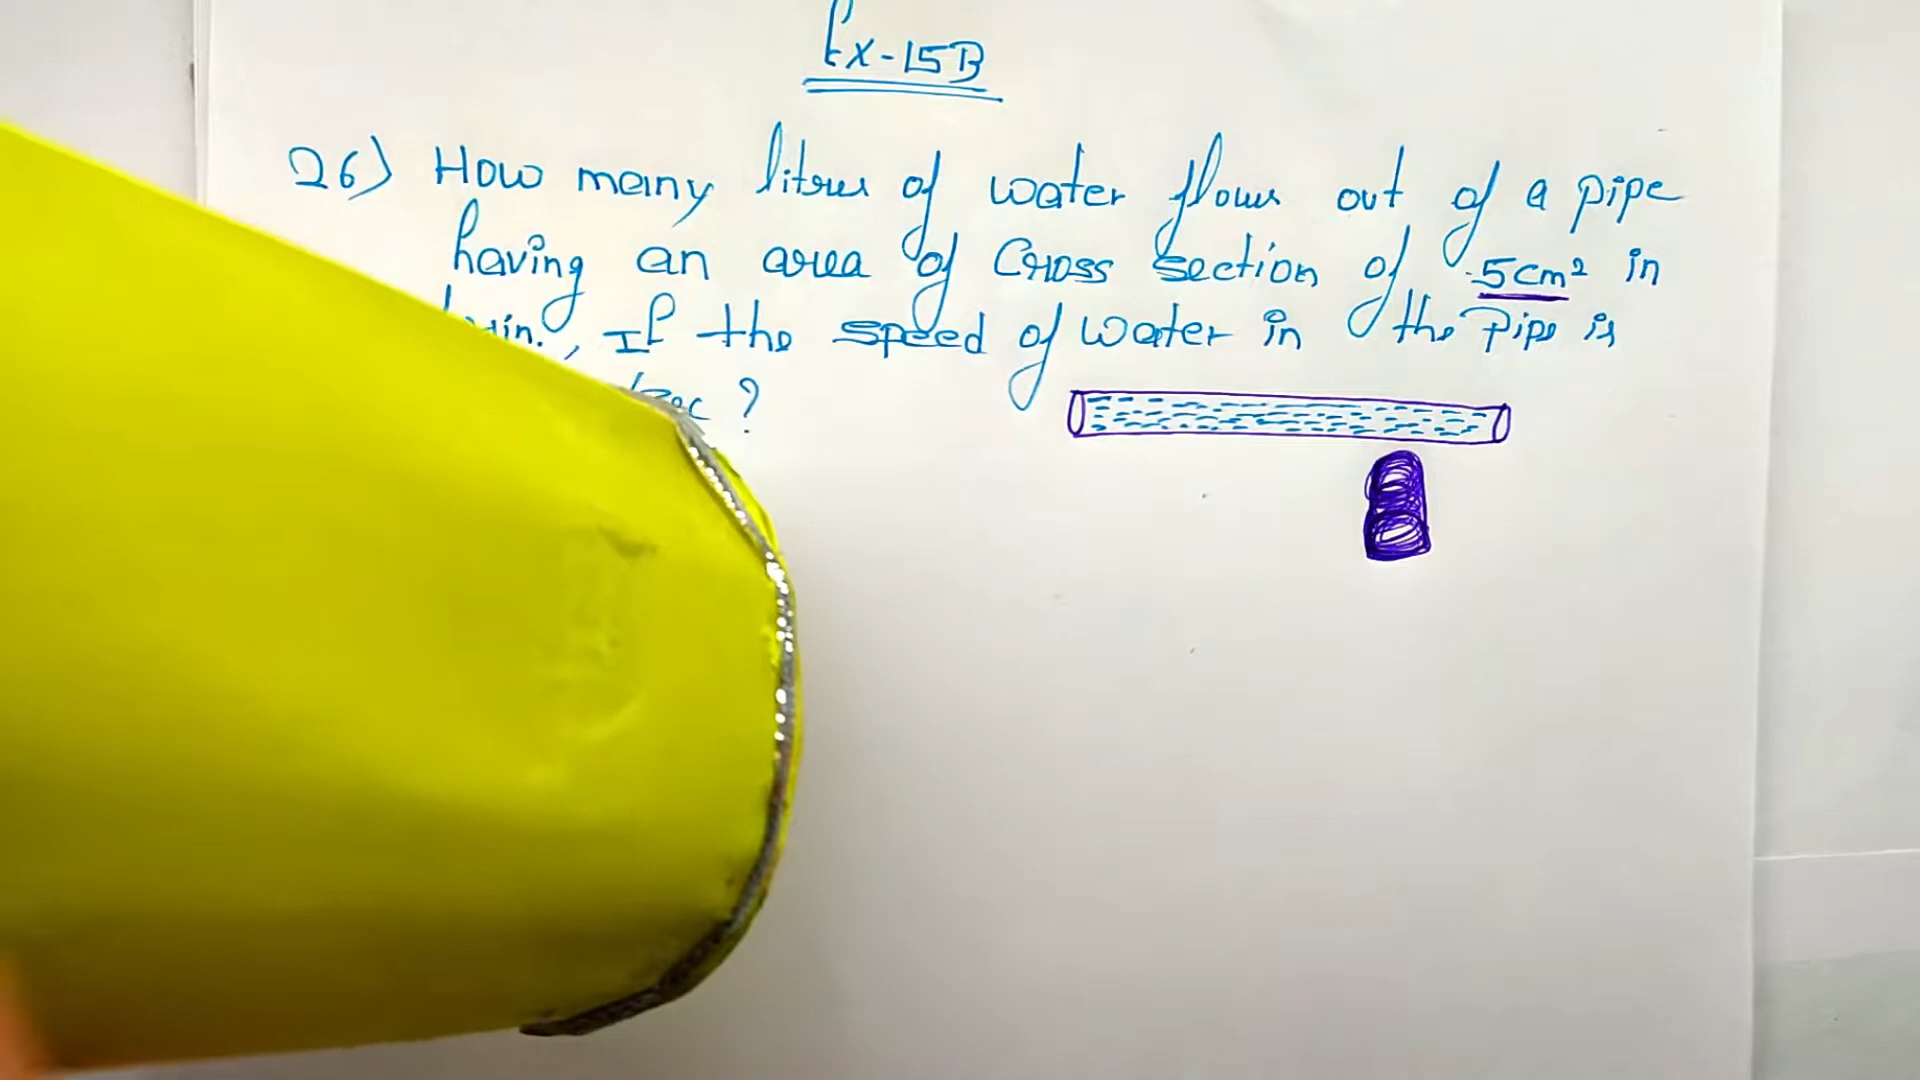 Ex-15B
26) How many litres of water flows out of a pipe
having an area of Cross section of 5cm² in
If the speed of water in the pipe is
?